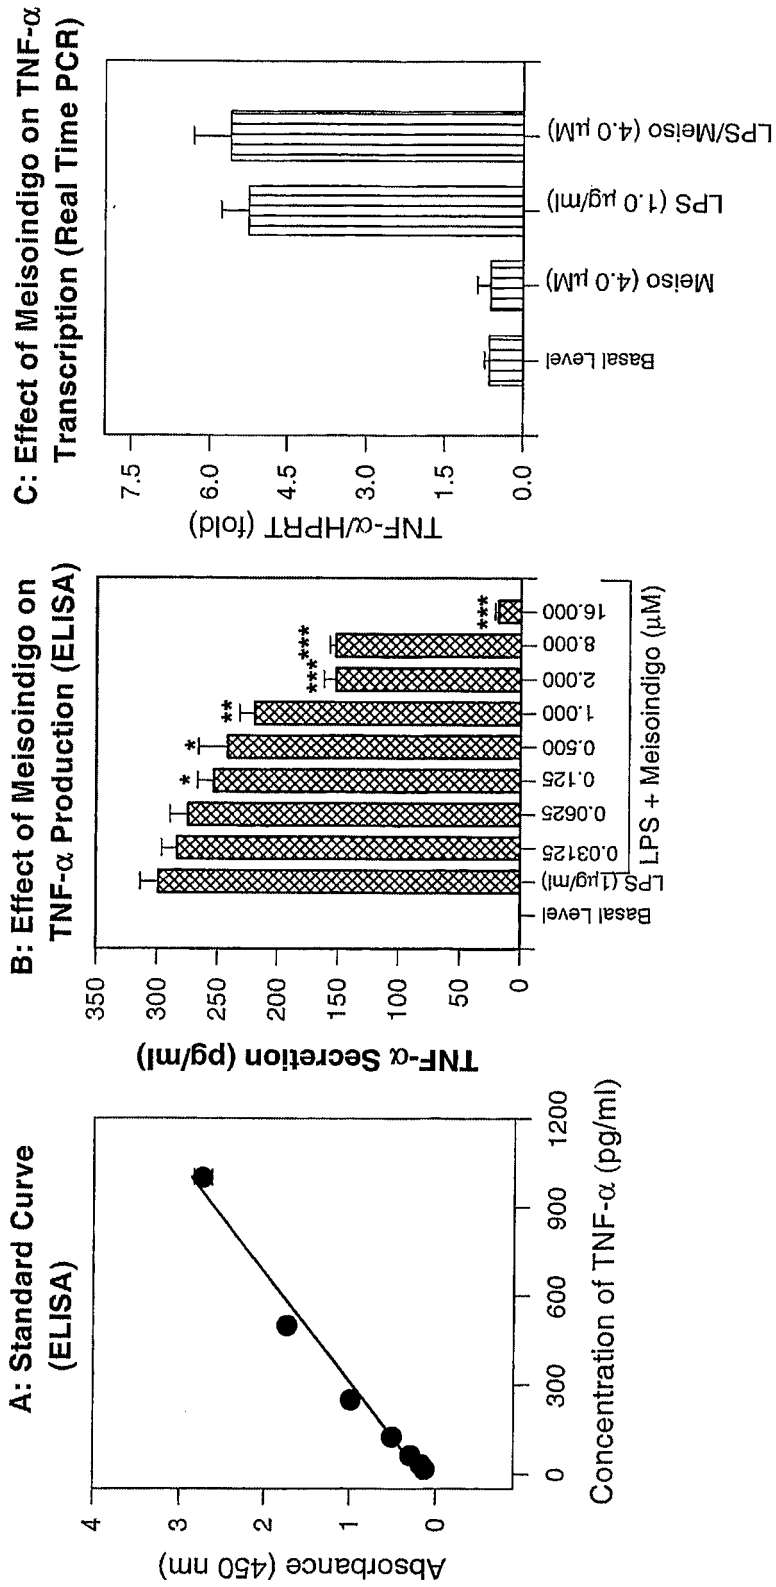 A: Standard Curve
(ELISA)
Absorbance (450 nm)
4
3
2
1
0
0
300
600
900
1200
Concentration of TNF-α (pg/ml)
B: Effect of Meisoindigo on
TNF-α Production (ELISA)
TNF-α Secretion (pg/ml)
350
300
250
200
150
100
50
0
*
*
**
***
***
***
Basal Level
LPS (1µg/ml)
0.03125
0.0625
0.125
0.500
1.000
2.000
8.000
16.000
LPS + Meisoindigo (µM)
C: Effect of Meisoindigo on TNF-α
Transcription (Real Time PCR)
TNF-α/HPRT (fold)
7.5
6.0
4.5
3.0
1.5
0.0
Basal Level
Meiso (4.0 µM)
LPS (1.0 µg/ml)
LPS/Meiso (4.0 µM)